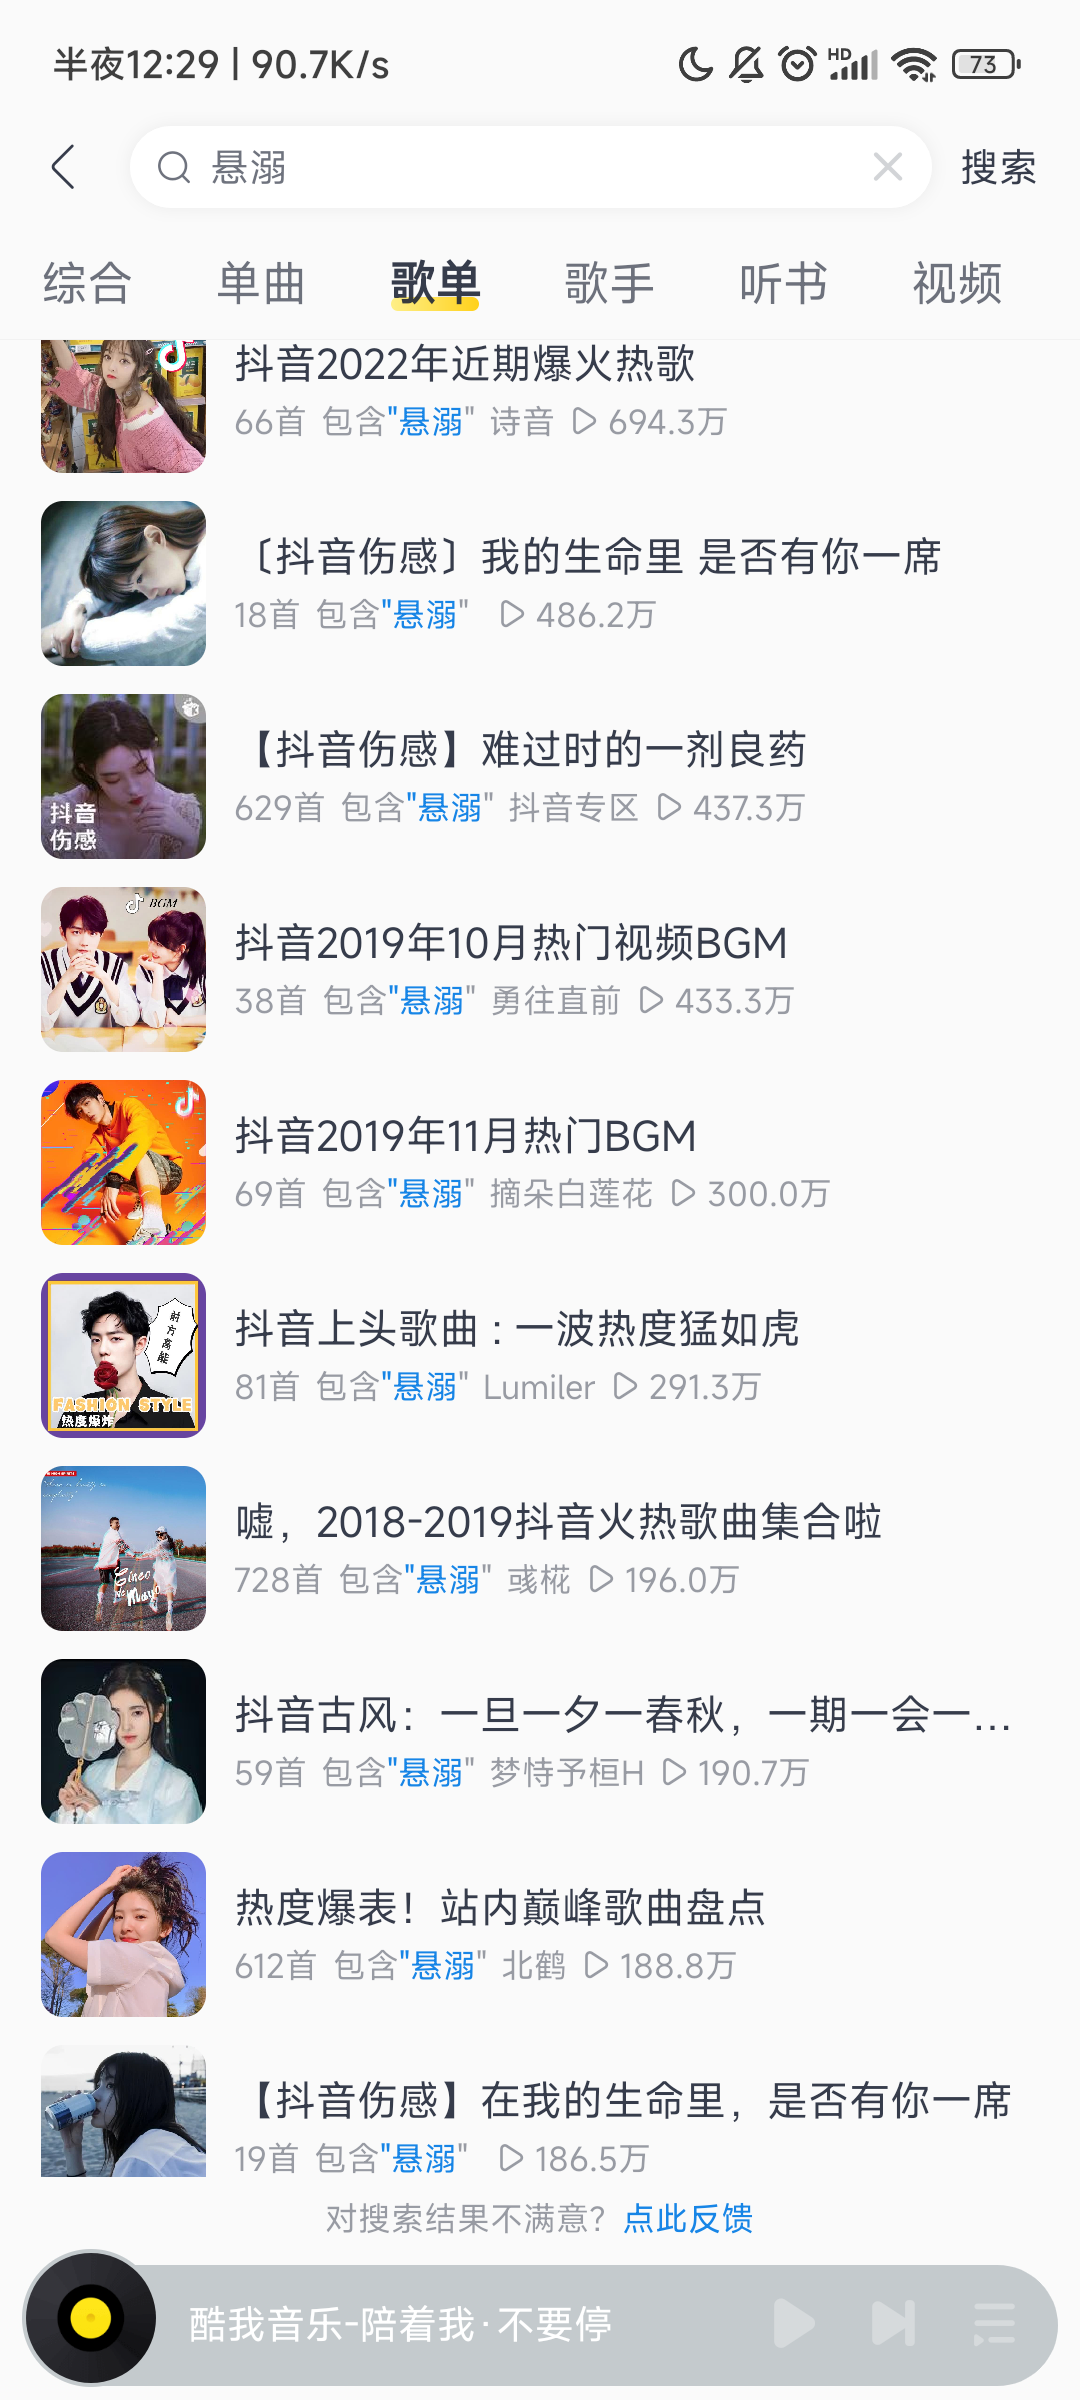 半夜12:29 | 90.7K/s
HD
73
悬溺
搜索
综合 单曲 歌单 歌手 听书 视频
抖音2022年近期爆火热歌
66首 包含"悬溺" 诗音 694.3万
〔抖音伤感〕我的生命里 是否有你一席
18首 包含"悬溺" 486.2万
抖音
伤感
【抖音伤感】难过时的一剂良药
629首 包含"悬溺" 抖音专区 437.3万
BGM
抖音2019年10月热门视频BGM
38首 包含"悬溺" 勇往直前 433.3万
抖音2019年11月热门BGM
69首 包含"悬溺" 摘朵白莲花 300.0万
前方高能
FASHION STYLE
热度爆炸
抖音上头歌曲 : 一波热度猛如虎
81首 包含"悬溺" Lumiler 291.3万
Cinco
de
Mayo
嘘，2018-2019抖音火热歌曲集合啦
728首 包含"悬溺" 彧椛 196.0万
抖音古风：一旦一夕一春秋，一期一会一...
59首 包含"悬溺" 梦恃予桓H 190.7万
热度爆表！站内巅峰歌曲盘点
612首 包含"悬溺" 北鹤 188.8万
【抖音伤感】在我的生命里，是否有你一席
19首 包含"悬溺" 186.5万
对搜索结果不满意？点此反馈
酷我音乐-陪着我·不要停